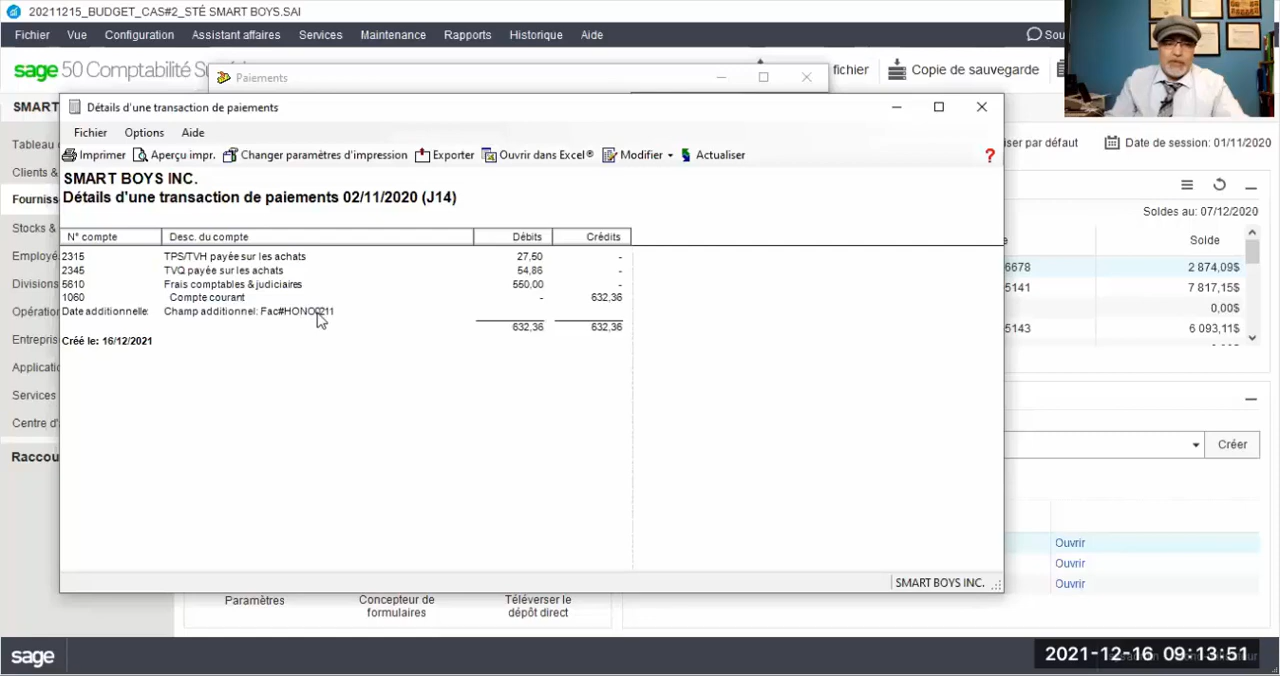 20211215_BUDGET_CAS#2_STÉ SMART BOYS.SAI
Fichier Vue Configuration Assistant affaires Services Maintenance Rapports Historique Aide
sage 50 Comptabilité Paiements fichier Copie de sauvegarde
SMART
Détails d'une transaction de paiements
Fichier Options Aide
Date de session: 01/11/2020
Imprimer Aperçu impr. Changer paramètres d'impression Exporter Ouvrir dans Excel® Modifier Actualiser ?
SMART BOYS INC.
Détails d'une transaction de paiements 02/11/2020 (J14)
Soldes au: 07/12/2020
N° compte Desc. du compte Débits Crédits
Solde
2315 TPS/TVH payée sur les achats 27,50 -
2345 TVQ payée sur les achats 54,86 -
5610 Frais comptables & judiciaires 550,00 -
1060 Compte courant - 632,36
Date additionnelle: Champ additionnel: Fac#HONO0211
632,36 632,36
Créé le: 16/12/2021
6678 2 874,09$
5141 7 817,15$
0,00$
5143 6 093,11$
Tableau
Clients &
Fourniss
Stocks &
Employé
Divisions
Opération
Entrepris
Applicatio
Services
Centre d'
Raccou
Créer
Ouvrir
Ouvrir
Ouvrir
SMART BOYS INC.
Paramètres
Concepteur de formulaires
Téléverser le dépôt direct
sage
2021-12-16 09:13:51